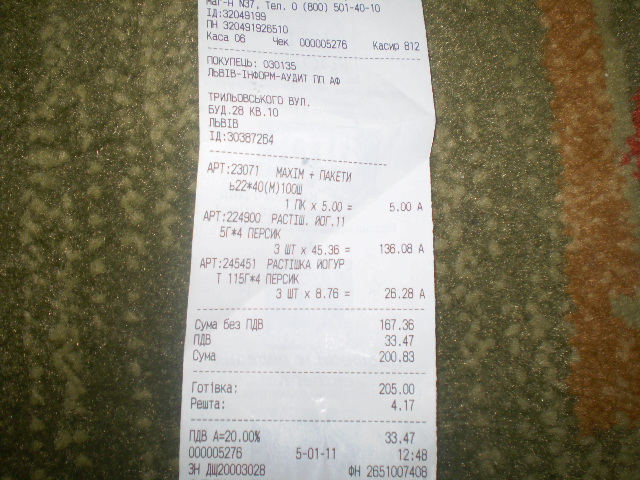 Маг-н N37, Тел. 0 (800) 501-40-10
ІД:32049199
ПН 320491926510
Каса 06 Чек 000005276 Касир 812
ПОКУПЕЦЬ: 030135
ЛЬВІВ-ІНФОРМ-АУДИТ ПП АФ
ТРИЛЬОВСЬКОГО ВУЛ,
БУД.28 КВ.10
ЛЬВІВ
ІД:30387264
АРТ:23071 МАХІМ + ПАКЕТИ
ь22*40(М)100Ш
1 ПК х 5.00 = 5.00 А
АРТ:224900 РАСТІШ. ЙОГ.11
5Г*4 ПЕРСИК
3 ШТ х 45.36 = 136.08 А
АРТ:245451 РАСТІШКА ЙОГУР
Т 115Г*4 ПЕРСИК
3 ШТ х 8.76 = 26.28 А
Сума без ПДВ 167.36
ПДВ 33.47
Сума 200.83
Готівка: 205.00
Решта: 4.17
ПДВ А=20.00% 33.47
000005276 5-01-11 12:48
ЗН ДЩ20003028 ФН 2651007408